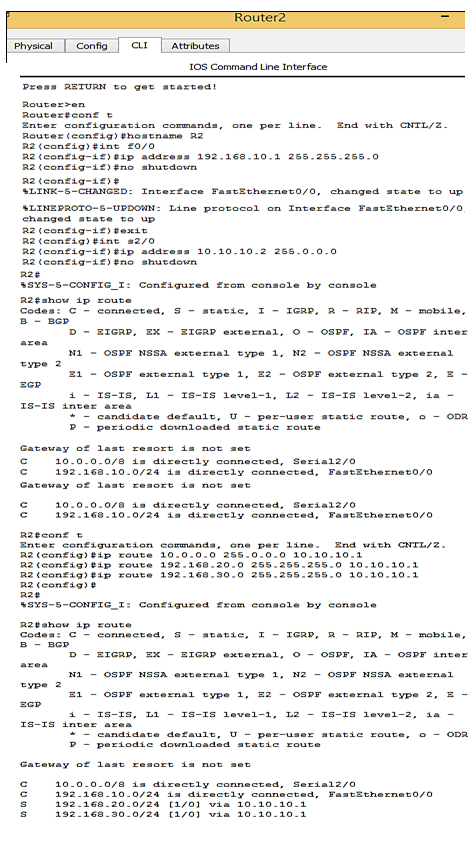 Router2
Physical Config CLI Attributes
IOS Command Line Interface
Press RETURN to get started!
Router>en
Router#conf t
Enter configuration commands, one per line. End with CNTL/Z.
Router(config)#hostname R2
R2(config)#int f0/0
R2(config-if)#ip address 192.168.10.1 255.255.255.0
R2(config-if)#no shutdown
R2(config-if)#
%LINK-5-CHANGED: Interface FastEthernet0/0, changed state to up
%LINEPROTO-5-UPDOWN: Line protocol on Interface FastEthernet0/0,
changed state to up
R2(config-if)#exit
R2(config)#int s2/0
R2(config-if)#ip address 10.10.10.2 255.0.0.0
R2(config-if)#no shutdown
R2#
%SYS-5-CONFIG_I: Configured from console by console
R2#show ip route
Codes: C - connected, S - static, I - IGRP, R - RIP, M - mobile,
B - BGP
D - EIGRP, EX - EIGRP external, O - OSPF, IA - OSPF inter
area
N1 - OSPF NSSA external type 1, N2 - OSPF NSSA external
type 2
E1 - OSPF external type 1, E2 - OSPF external type 2, E -
EGP
i - IS-IS, L1 - IS-IS level-1, L2 - IS-IS level-2, ia -
IS-IS inter area
* - candidate default, U - per-user static route, o - ODR
P - periodic downloaded static route
Gateway of last resort is not set
C 10.0.0.0/8 is directly connected, Serial2/0
C 192.168.10.0/24 is directly connected, FastEthernet0/0
Gateway of last resort is not set
C 10.0.0.0/8 is directly connected, Serial2/0
C 192.168.10.0/24 is directly connected, FastEthernet0/0
R2#conf t
Enter configuration commands, one per line. End with CNTL/Z.
R2(config)#ip route 10.0.0.0 255.0.0.0 10.10.10.1
R2(config)#ip route 192.168.20.0 255.255.255.0 10.10.10.1
R2(config)#ip route 192.168.30.0 255.255.255.0 10.10.10.1
R2(config)#
R2#
%SYS-5-CONFIG_I: Configured from console by console
R2#show ip route
Codes: C - connected, S - static, I - IGRP, R - RIP, M - mobile,
B - BGP
D - EIGRP, EX - EIGRP external, O - OSPF, IA - OSPF inter
area
N1 - OSPF NSSA external type 1, N2 - OSPF NSSA external
type 2
E1 - OSPF external type 1, E2 - OSPF external type 2, E -
EGP
i - IS-IS, L1 - IS-IS level-1, L2 - IS-IS level-2, ia -
IS-IS inter area
* - candidate default, U - per-user static route, o - ODR
P - periodic downloaded static route
Gateway of last resort is not set
C 10.0.0.0/8 is directly connected, Serial2/0
C 192.168.10.0/24 is directly connected, FastEthernet0/0
S 192.168.20.0/24 [1/0] via 10.10.10.1
S 192.168.30.0/24 [1/0] via 10.10.10.1